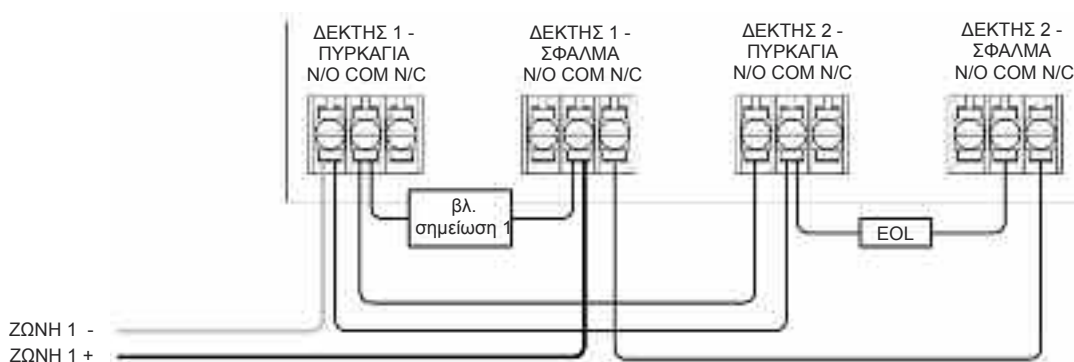 ΔΕΚΤΗΣ 1 -
ΠΥΡΚΑΓΙΑ
N/O COM N/C
ΔΕΚΤΗΣ 1 -
ΣΦΑΛΜΑ
N/O COM N/C
ΔΕΚΤΗΣ 2 -
ΠΥΡΚΑΓΙΑ
N/O COM N/C
ΔΕΚΤΗΣ 2 -
ΣΦΑΛΜΑ
N/O COM N/C
βλ.
σημείωση 1
EOL
ΖΩΝΗ 1 -
ΖΩΝΗ 1 +